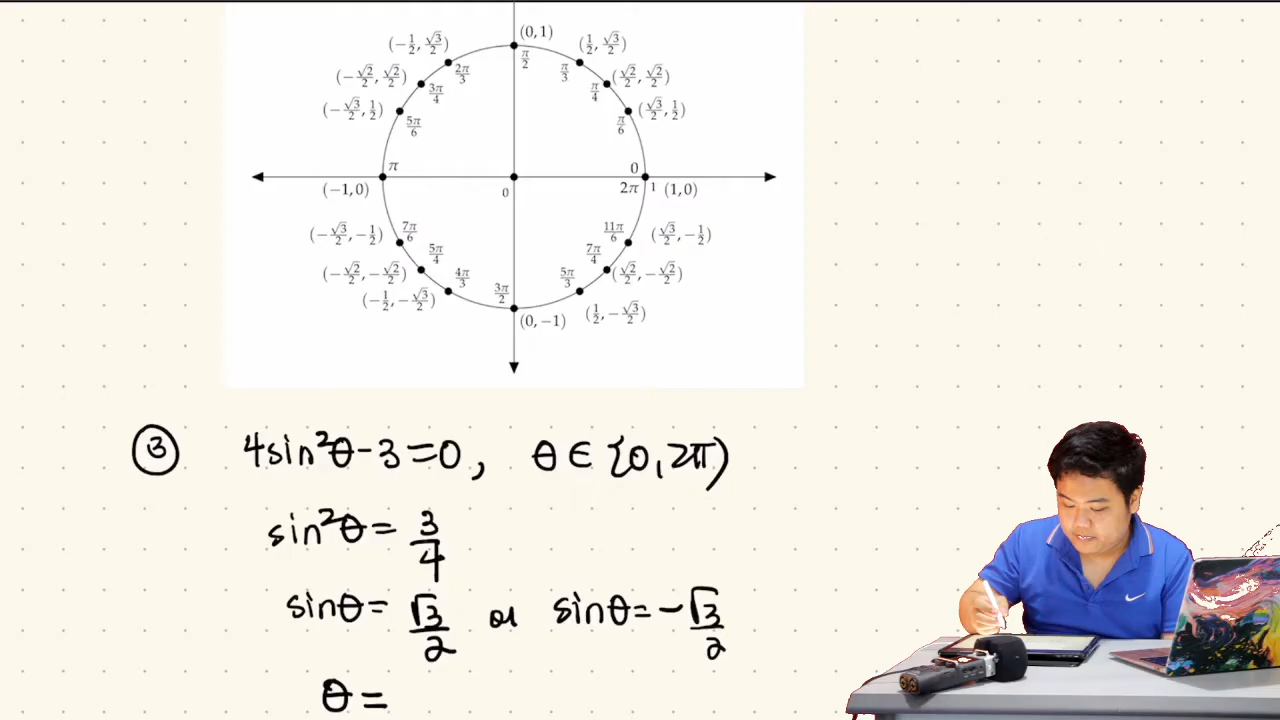 (0, 1)
(−1/2, √3/2) π/2 (1/2, √3/2)
(−√2/2, √2/2) 2π/3 π/3 (√2/2, √2/2)
(−√3/2, 1/2) 3π/4 π/4 (√3/2, 1/2)
5π/6 π/6
π 0
(−1, 0) 0 2π 1 (1, 0)
(−√3/2, −1/2) 7π/6 11π/6 (√3/2, −1/2)
(−√2/2, −√2/2) 5π/4 7π/4 (√2/2, −√2/2)
(−1/2, −√3/2) 4π/3 3π/2 5π/3 (1/2, −√3/2)
(0, −1)
③ 4sin²θ − 3 = 0, θ ∈ {0, 2π)
sin²θ = 3/4
sinθ = √3/2 or sinθ = −√3/2
θ =